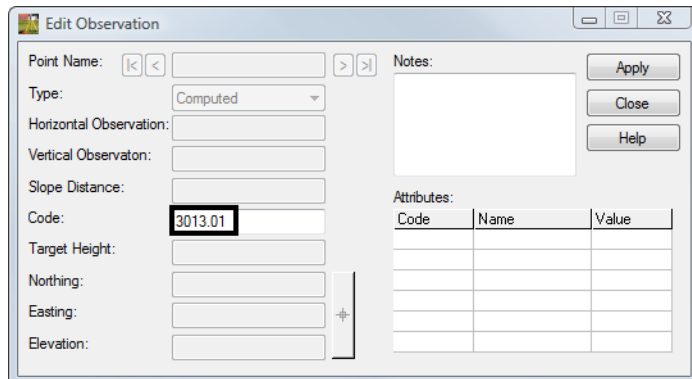 Edit Observation
Point Name:
|<
<
>
>|
Type:
Computed
Horizontal Observation:
Vertical Observaton:
Slope Distance:
Code:
3013.01
Target Height:
Northing:
Easting:
Elevation:
Notes:
Apply
Close
Help
Attributes:
Code Name Value